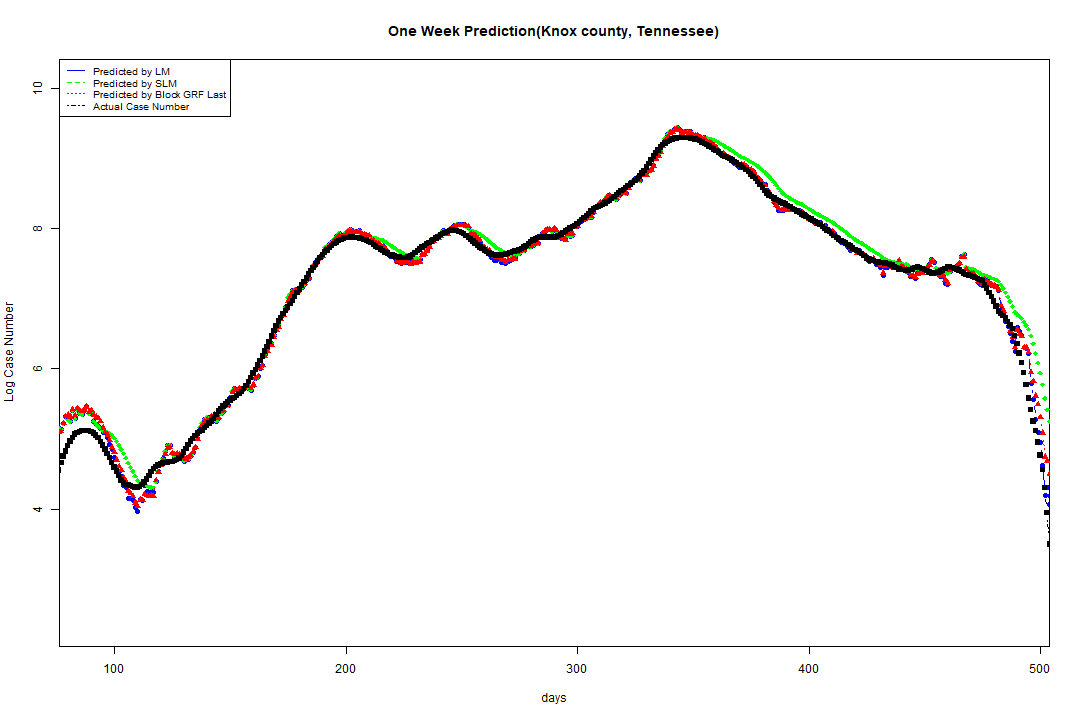 One Week Prediction(Knox county, Tennessee)
Predicted by LM
Predicted by SLM
Predicted by Block GRF Last
Actual Case Number
10
8
6
4
Log Case Number
100 200 300 400 500
days